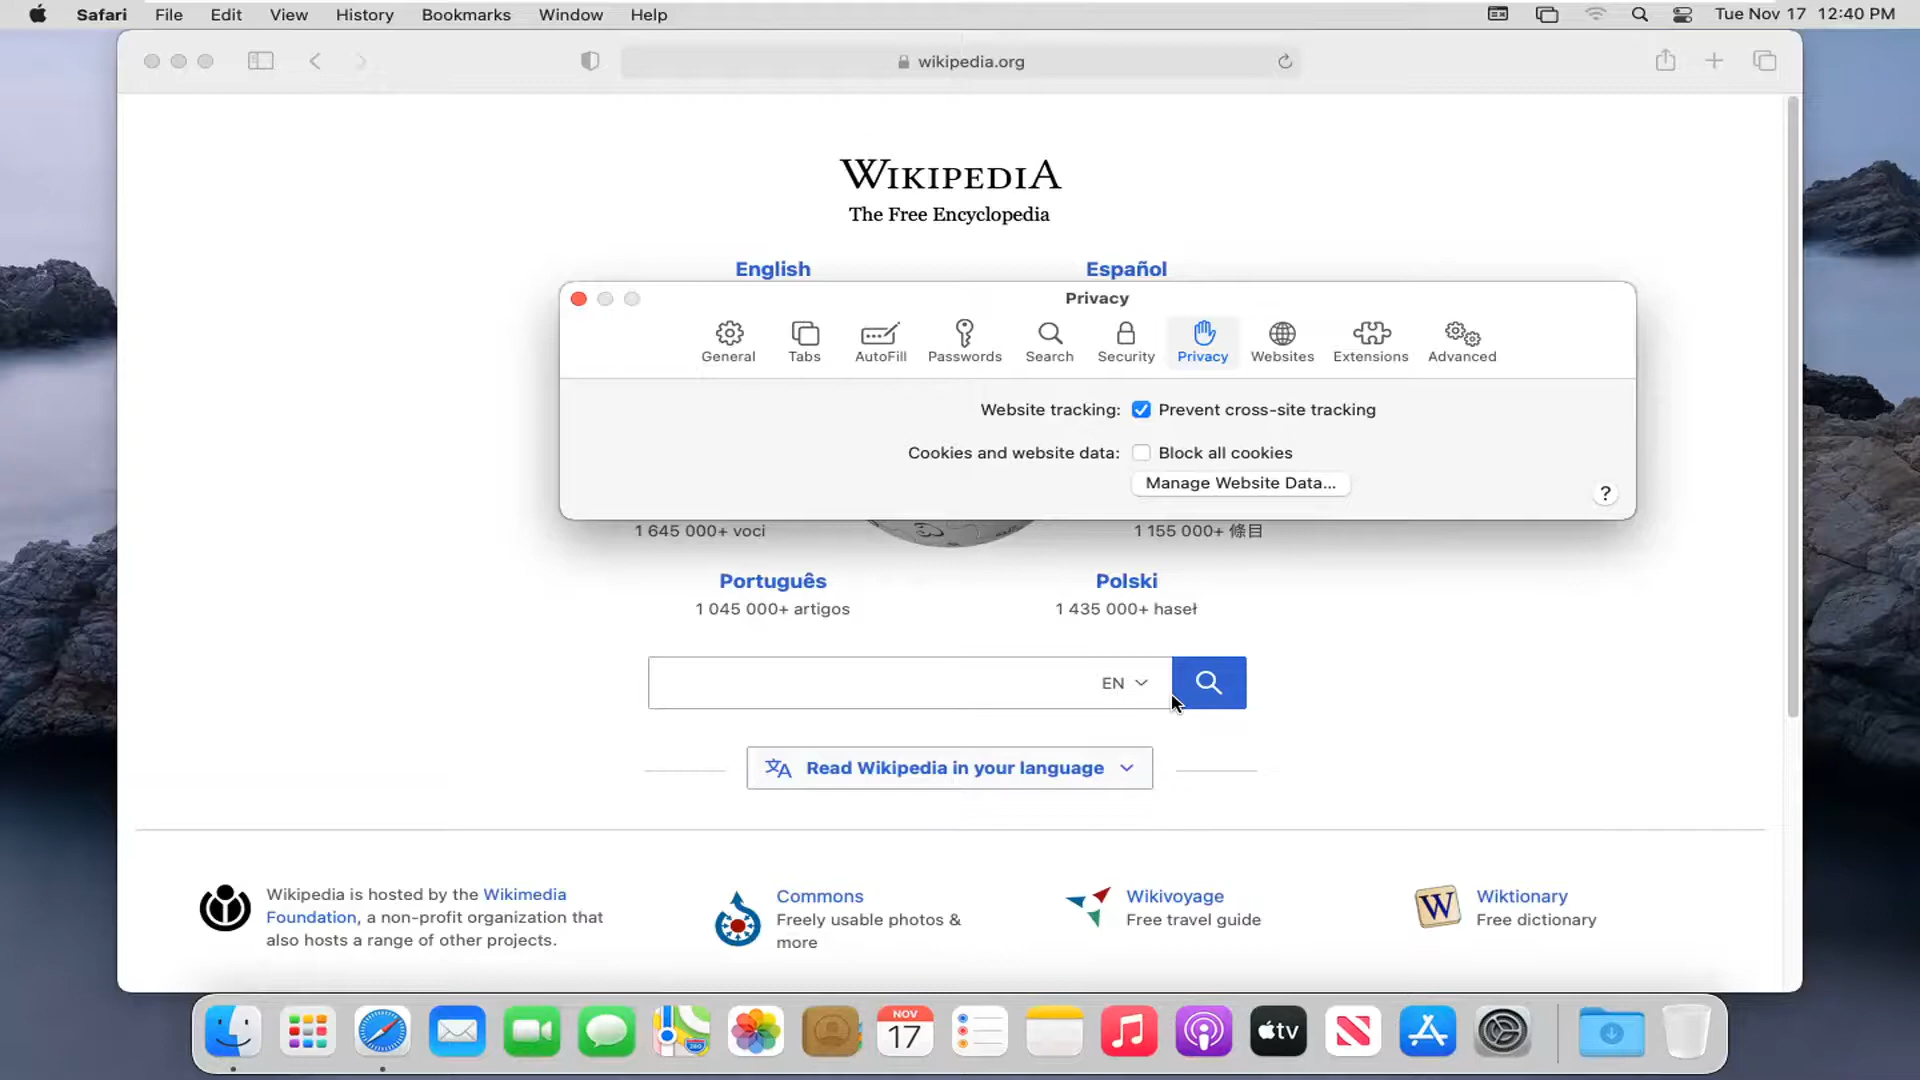 Safari File Edit View History Bookmarks Window Help Tue Nov 17 12:40 PM
wikipedia.org
WIKIPEDIA
The Free Encyclopedia
English Español
Privacy
General Tabs AutoFill Passwords Search Security Privacy Websites Extensions Advanced
Website tracking: Prevent cross-site tracking
Cookies and website data: Block all cookies
Manage Website Data...
?
1 645 000+ voci 1 155 000+ 條目
Português Polski
1 045 000+ artigos 1 435 000+ haseł
EN
Read Wikipedia in your language
Wikipedia is hosted by the Wikimedia
Foundation, a non-profit organization that
also hosts a range of other projects.
Commons
Freely usable photos &
more
Wikivoyage
Free travel guide
W
Wiktionary
Free dictionary
NOV
17
tv